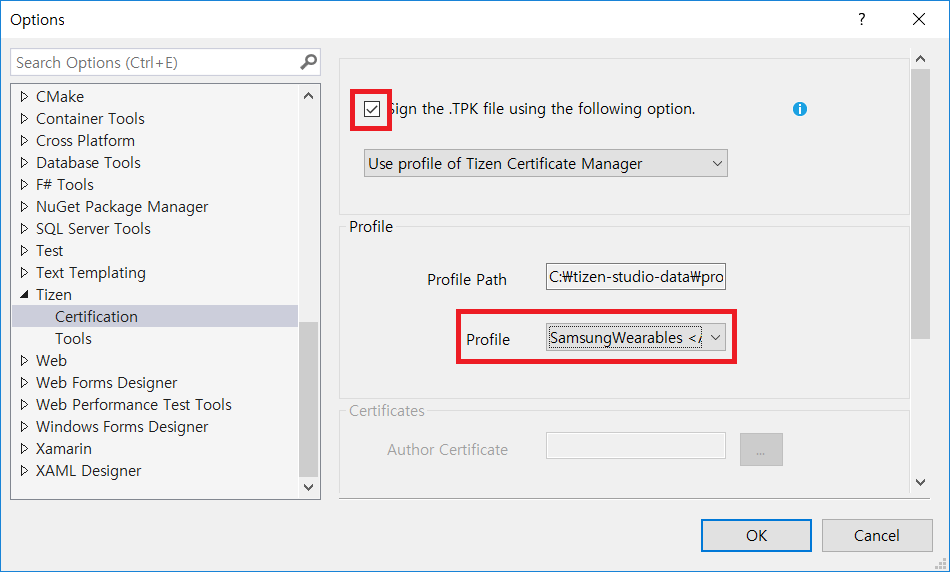 Options
?
Search Options (Ctrl+E)
CMake
Container Tools
Cross Platform
Database Tools
F# Tools
NuGet Package Manager
SQL Server Tools
Test
Text Templating
Tizen
Certification
Tools
Web
Web Forms Designer
Web Performance Test Tools
Windows Forms Designer
Xamarin
XAML Designer
Sign the .TPK file using the following option.
Use profile of Tizen Certificate Manager
Profile
Profile Path
C:₩tizen-studio-data₩pro
Profile
SamsungWearables </
Certificates
Author Certificate
...
OK
Cancel